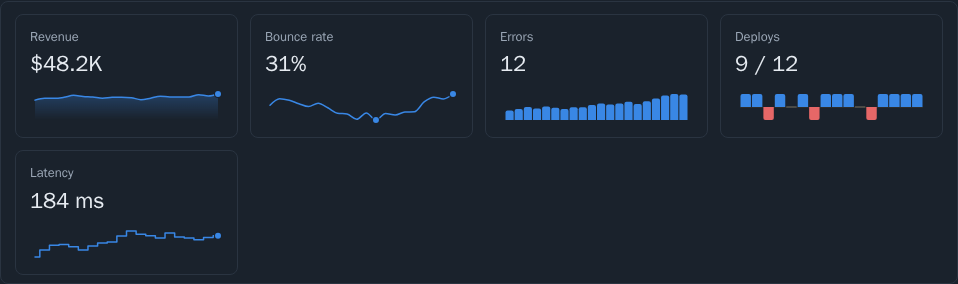 Revenue
$48.2K
Bounce rate
31%
Errors
12
Deploys
9 / 12
Latency
184 ms